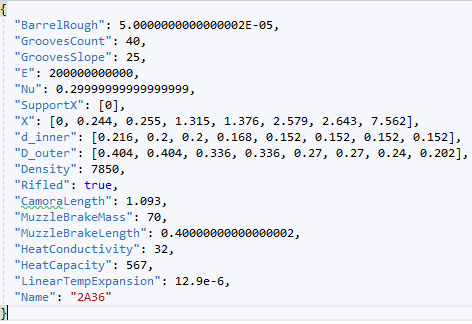 {
"BarrelRough": 5.0000000000000002E-05,
"GroovesCount": 40,
"GroovesSlope": 25,
"E": 200000000000,
"Nu": 0.29999999999999999,
"SupportX": [0],
"X": [0, 0.244, 0.255, 1.315, 1.376, 2.579, 2.643, 7.562],
"d_inner": [0.216, 0.2, 0.2, 0.168, 0.152, 0.152, 0.152, 0.152],
"D_outer": [0.404, 0.404, 0.336, 0.336, 0.27, 0.27, 0.24, 0.202],
"Density": 7850,
"Rifled": true,
"CamoraLength": 1.093,
"MuzzleBrakeMass": 70,
"MuzzleBrakeLength": 0.40000000000000002,
"HeatConductivity": 32,
"HeatCapacity": 567,
"LinearTempExpansion": 12.9e-6,
"Name": "2A36"
}